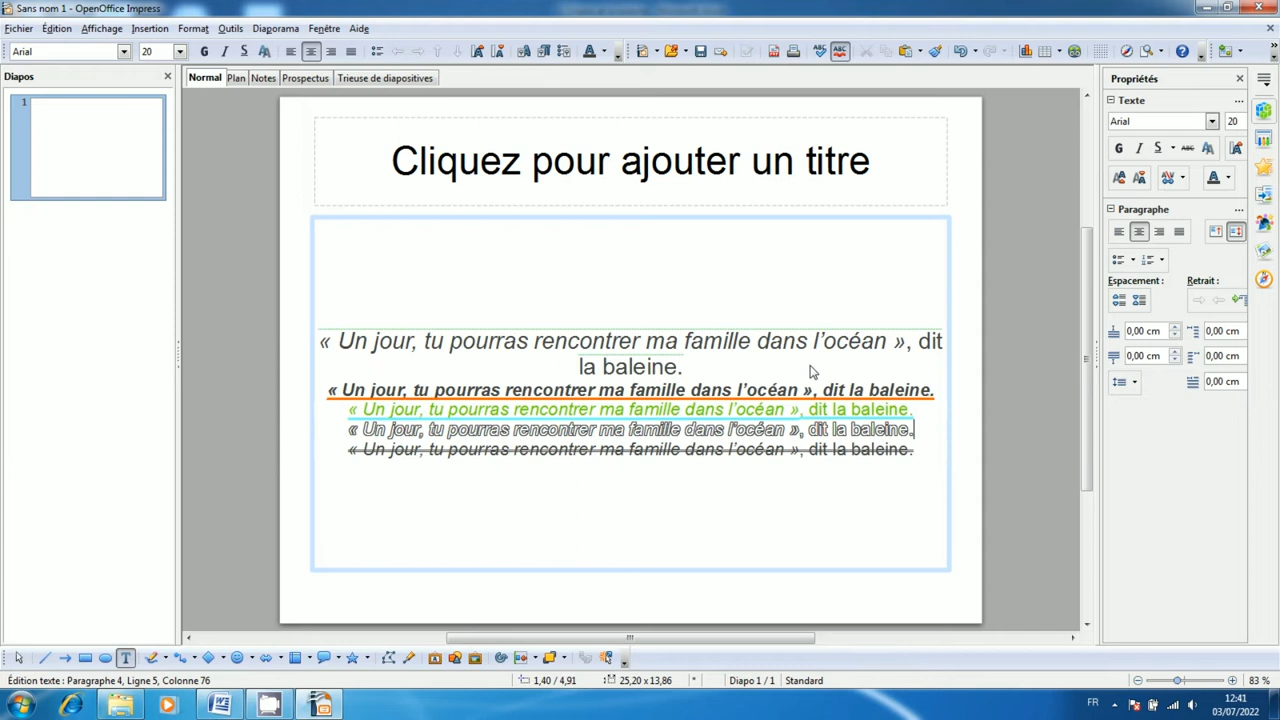 Sans nom 1 - OpenOffice Impress
Fichier Édition Affichage Insertion Format Outils Diaporama Fenêtre Aide
Arial 20
Diapos
Normal Plan Notes Prospectus Trieuse de diapositives
Propriétés
1
Texte
Arial 20
Cliquez pour ajouter un titre
Paragraphe
Espacement : Retrait :
« Un jour, tu pourras rencontrer ma famille dans l’océan », dit
la baleine.
« Un jour, tu pourras rencontrer ma famille dans l’océan », dit la baleine.
« Un jour, tu pourras rencontrer ma famille dans l’océan », dit la baleine.
« Un jour, tu pourras rencontrer ma famille dans l’océan », dit la baleine.
« Un jour, tu pourras rencontrer ma famille dans l’océan », dit la baleine.
0,00 cm 0,00 cm
0,00 cm 0,00 cm
0,00 cm
Édition texte : Paragraphe 4, Ligne 5, Colonne 76 1,40 / 4,91 25,20 x 13,86 * Diapo 1 / 1 Standard 83 %
FR 12:41
03/07/2022